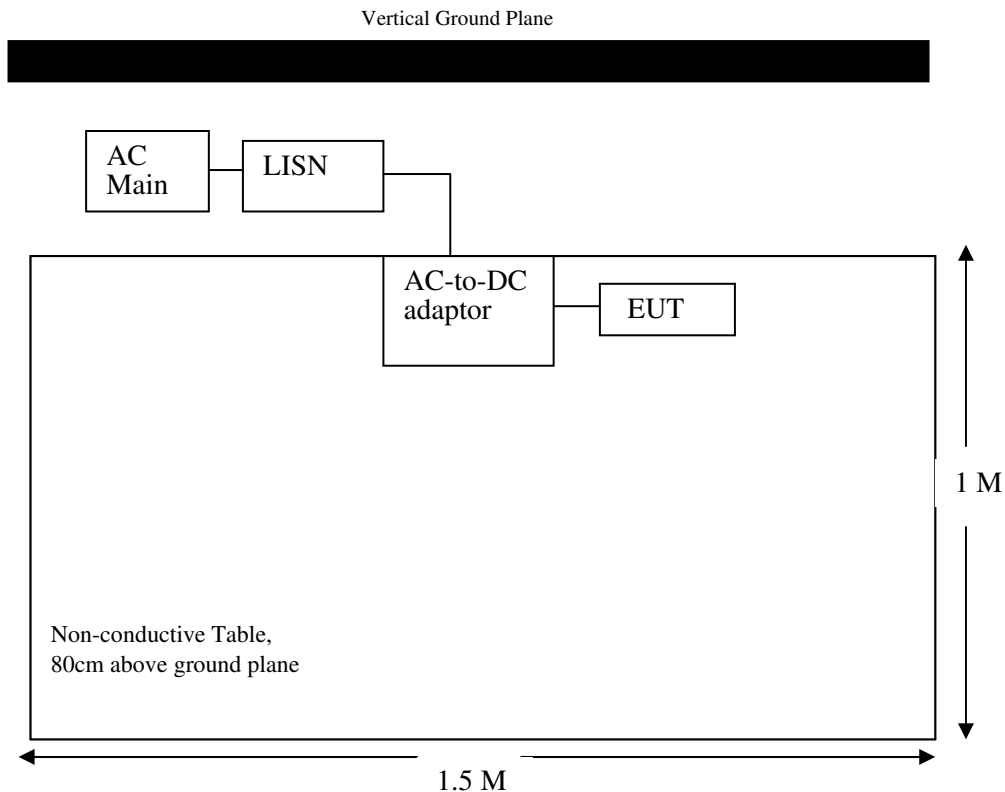 Vertical Ground Plane
AC
Main
LISN
AC-to-DC
adaptor
EUT
1 M
Non-conductive Table,
80cm above ground plane
1.5 M